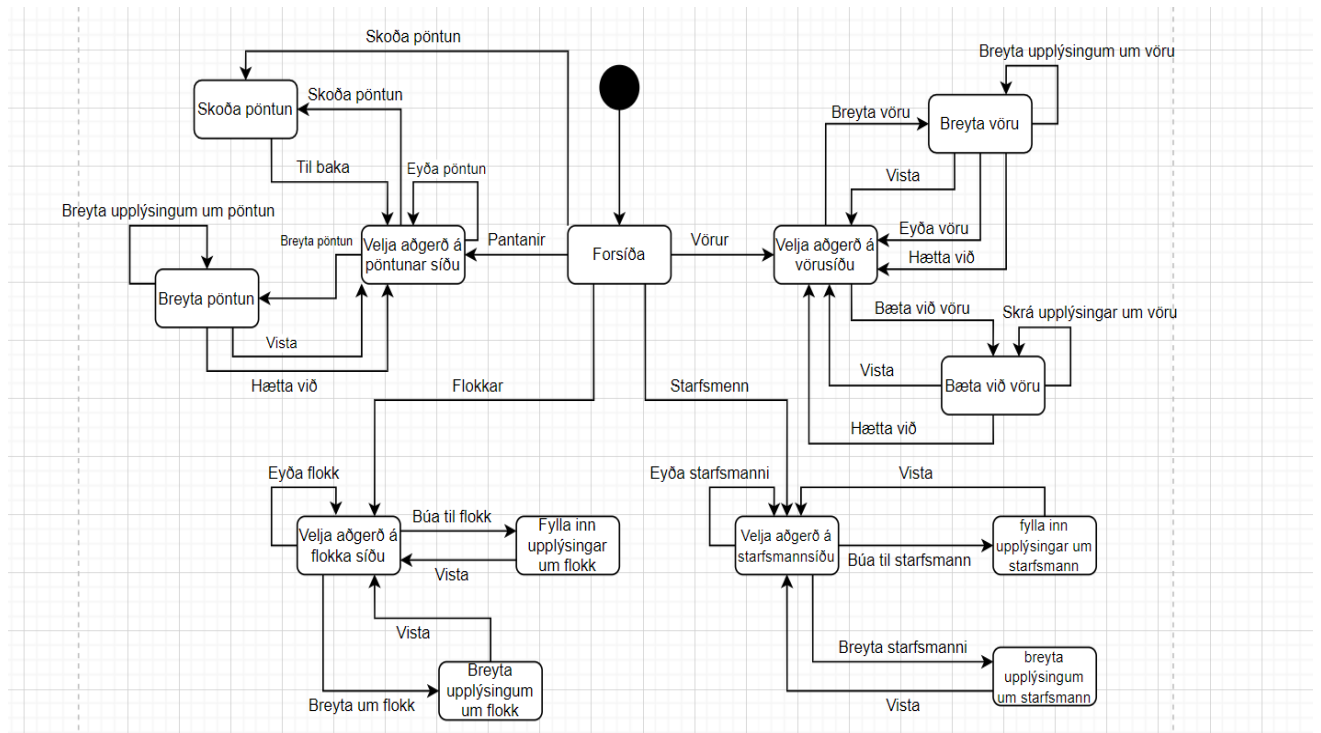 Skoða pöntun
Breyta upplýsingum um vöru
Skoða pöntun
Skoða pöntun
Breyta vöru
Breyta vöru
Til baka
Eyða pöntun
Vista
Breyta upplýsingum um pöntun
Eyða vöru
Breyta pöntun
Velja aðgerð á
pöntunar síðu
Pantanir
Forsíða
Vörur
Velja aðgerð á
vörusíðu
Hætta við
Breyta pöntun
Bæta við vöru
Skrá upplýsingar um vöru
Vista
Vista
Bæta við vöru
Hætta við
Flokkar
Starfsmenn
Hætta við
Eyða flokk
Eyða starfsmanni
Vista
Velja aðgerð á
flokka síðu
Búa til flokk
Fylla inn
upplýsingar
um flokk
Vista
Velja aðgerð á
starfsmannsíðu
Búa til starfsmann
fylla inn
upplýsingar um
starfsmann
Vista
Breyta
upplýsingum
um flokk
Breyta um flokk
Breyta starfsmanni
breyta
upplýsingum
um starfsmann
Vista